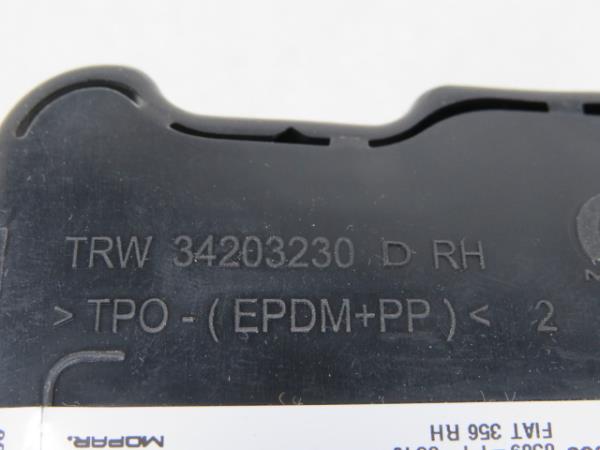 TRW 34203230 D RH
>TPO-(EPDM+PP)< 2
MOPAR.
FIAT 356 RH